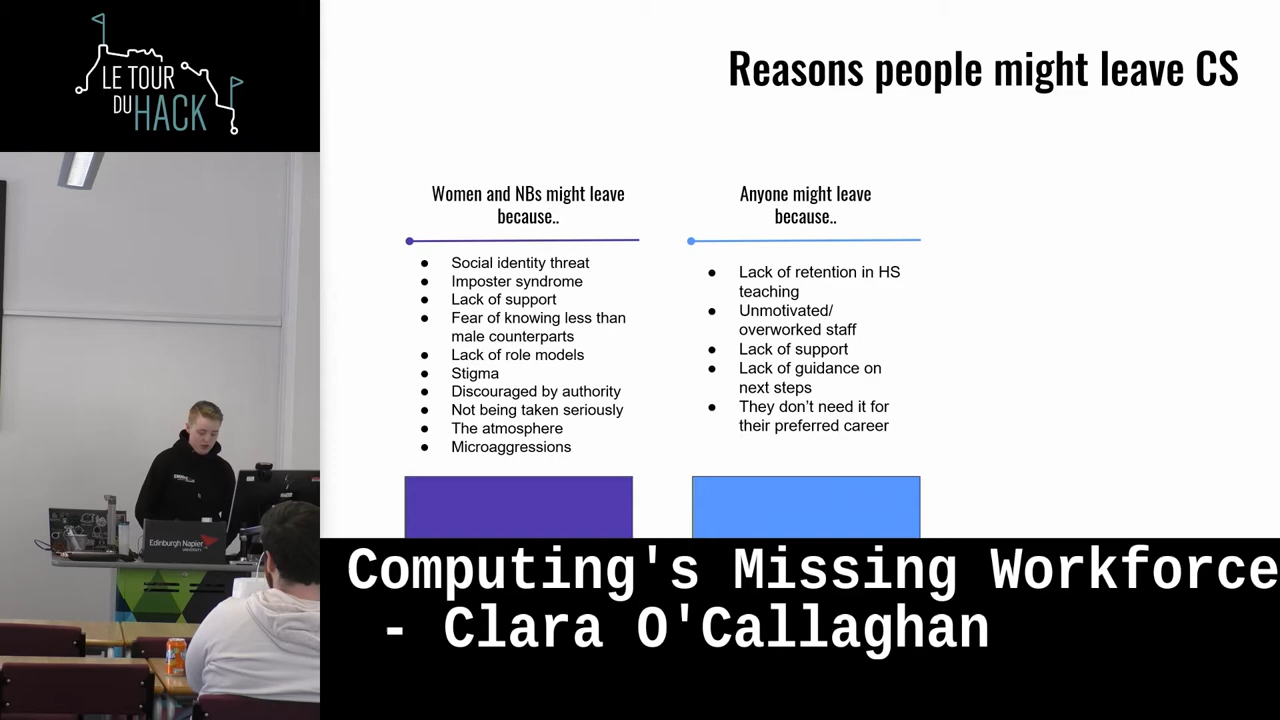 LE TOUR
DU HACK
Reasons people might leave CS
Women and NBs might leave
because..
Social identity threat
Imposter syndrome
Lack of support
Fear of knowing less than
male counterparts
Lack of role models
Stigma
Discouraged by authority
Not being taken seriously
The atmosphere
Microaggressions
Anyone might leave
because..
Lack of retention in HS
teaching
Unmotivated/
overworked staff
Lack of support
Lack of guidance on
next steps
They don’t need it for
their preferred career
Edinburgh Napier
UNIVERSITY
Computing's Missing Workforce
- Clara O'Callaghan